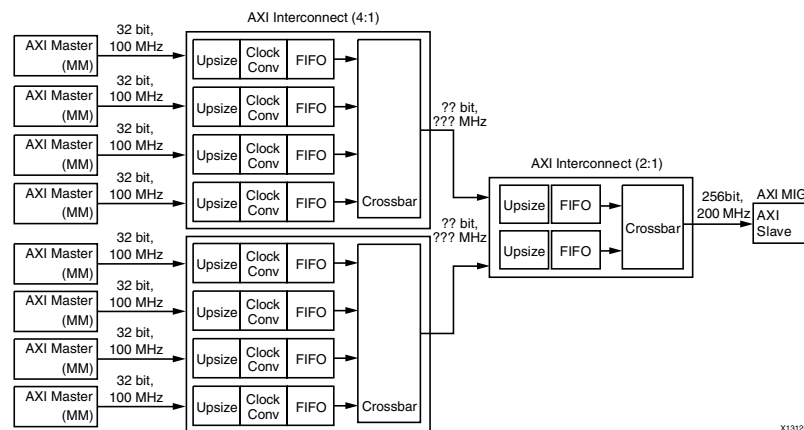 AXI Interconnect (4:1)
AXI Master
(MM)
32 bit,
100 MHz
Upsize
Clock
Conv
FIFO
AXI Master
(MM)
32 bit,
100 MHz
Upsize
Clock
Conv
FIFO
AXI Master
(MM)
32 bit,
100 MHz
Upsize
Clock
Conv
FIFO
AXI Master
(MM)
32 bit,
100 MHz
Upsize
Clock
Conv
FIFO
Crossbar
?? bit,
??? MHz
AXI Master
(MM)
32 bit,
100 MHz
Upsize
Clock
Conv
FIFO
AXI Master
(MM)
32 bit,
100 MHz
Upsize
Clock
Conv
FIFO
AXI Master
(MM)
32 bit,
100 MHz
Upsize
Clock
Conv
FIFO
AXI Master
(MM)
32 bit,
100 MHz
Upsize
Clock
Conv
FIFO
Crossbar
?? bit,
??? MHz
AXI Interconnect (2:1)
Upsize
FIFO
Upsize
FIFO
Crossbar
256bit,
200 MHz
AXI MIG
AXI
Slave